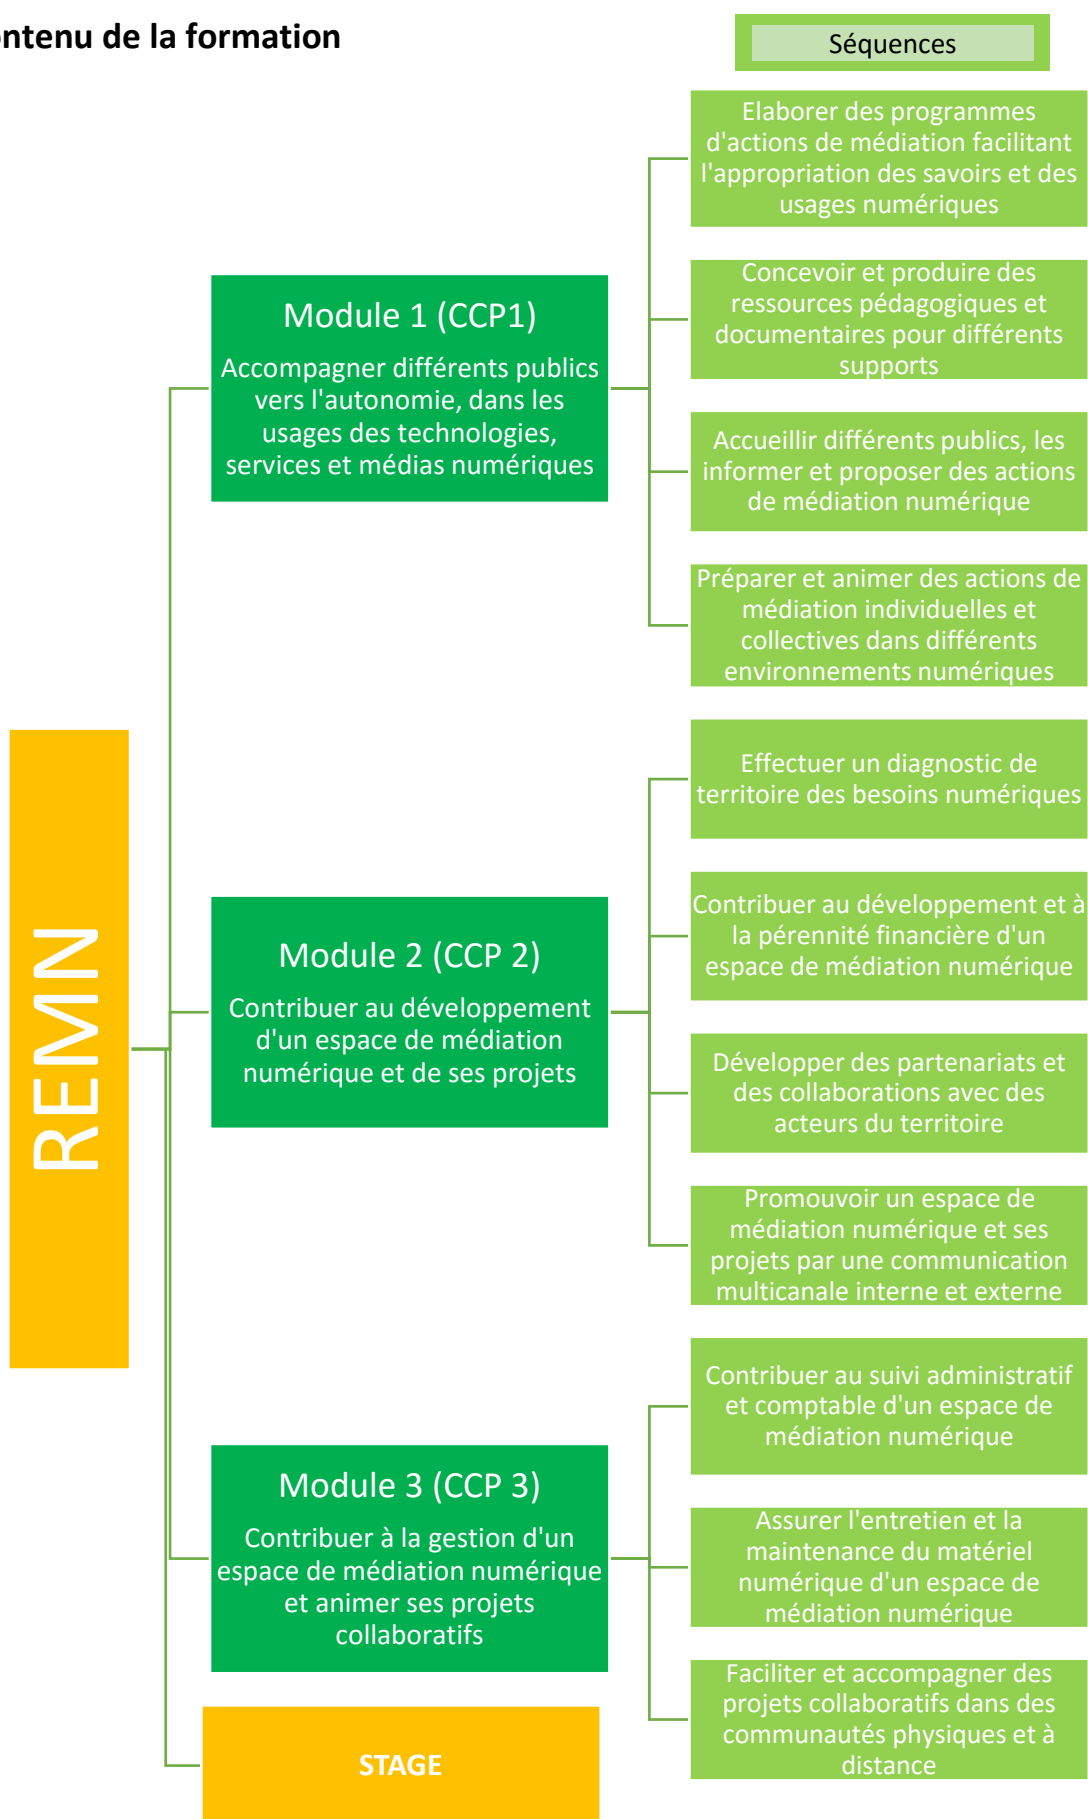 ntenu de la formation
Séquences
REMN
Module 1 (CCP1)
Accompagner différents publics
vers l'autonomie, dans les
usages des technologies,
services et médias numériques
Elaborer des programmes
d'actions de médiation facilitant
l'appropriation des savoirs et des
usages numériques
Concevoir et produire des
ressources pédagogiques et
documentaires pour différents
supports
Accueillir différents publics, les
informer et proposer des actions
de médiation numérique
Préparer et animer des actions de
médiation individuelles et
collectives dans différents
environnements numériques
Module 2 (CCP 2)
Contribuer au développement
d'un espace de médiation
numérique et de ses projets
Effectuer un diagnostic de
territoire des besoins numériques
Contribuer au développement et à
la pérennité financière d'un
espace de médiation numérique
Développer des partenariats et
des collaborations avec des
acteurs du territoire
Promouvoir un espace de
médiation numérique et ses
projets par une communication
multicanale interne et externe
Module 3 (CCP 3)
Contribuer à la gestion d'un
espace de médiation numérique
et animer ses projets
collaboratifs
Contribuer au suivi administratif
et comptable d'un espace de
médiation numérique
Assurer l'entretien et la
maintenance du matériel
numérique d'un espace de
médiation numérique
Faciliter et accompagner des
projets collaboratifs dans des
communautés physiques et à
distance
STAGE